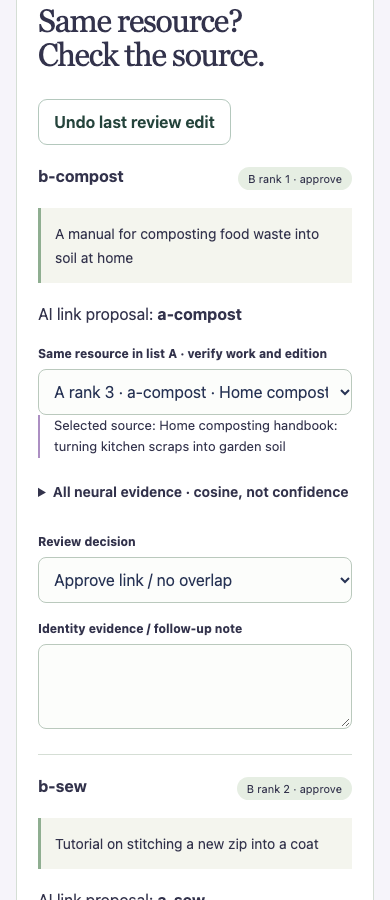 Same resource?
Check the source.
Undo last review edit
b-compost
B rank 1 · approve
A manual for composting food waste into
soil at home
AI link proposal: a-compost
Same resource in list A · verify work and edition
A rank 3 · a-compost · Home compost
Selected source: Home composting handbook:
turning kitchen scraps into garden soil
All neural evidence · cosine, not confidence
Review decision
Approve link / no overlap
Identity evidence / follow-up note
b-sew
B rank 2 · approve
Tutorial on stitching a new zip into a coat
AI link proposal: a-sew